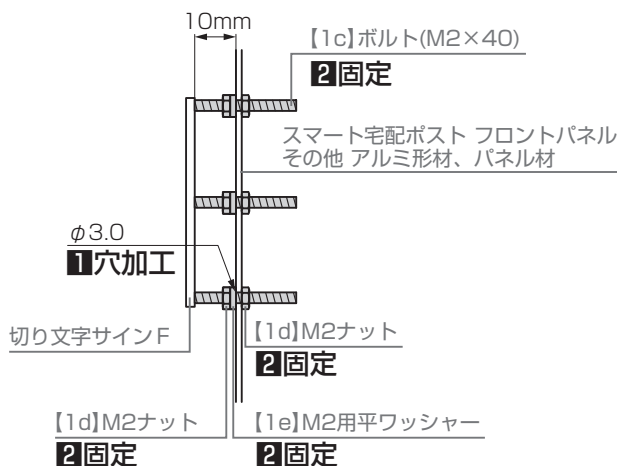 10mm
【1c】ボルト(M2×40)
2固定
スマート宅配ポスト フロントパネル
その他 アルミ形材、パネル材
φ3.0
1穴加工
切り文字サインF
【1d】M2ナット
2固定
【1d】M2ナット
2固定
【1e】M2用平ワッシャー
2固定